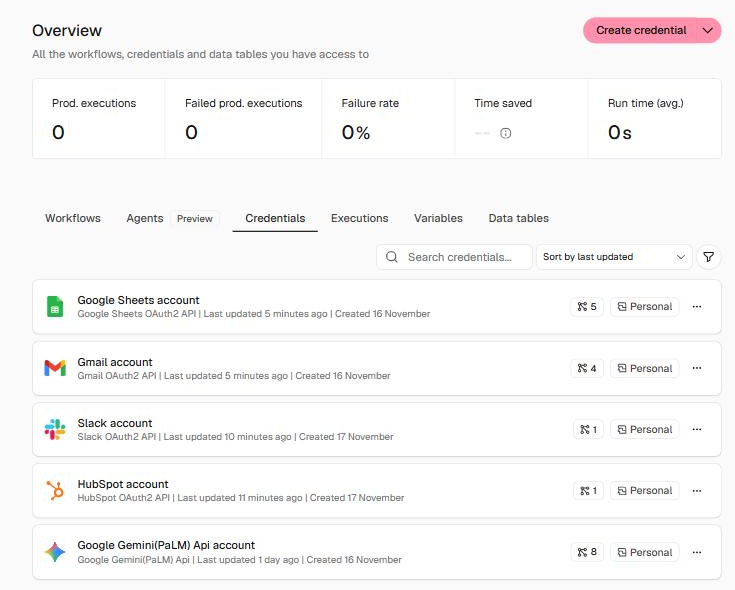 Overview
Create credential
All the workflows, credentials and data tables you have access to
Prod. executions
0
Failed prod. executions
0
Failure rate
0%
Time saved
--
Run time (avg.)
0s
Workflows Agents Preview Credentials Executions Variables Data tables
Search credentials... Sort by last updated
Google Sheets account
Google Sheets OAuth2 API | Last updated 5 minutes ago | Created 16 November
5 Personal
Gmail account
Gmail OAuth2 API | Last updated 5 minutes ago | Created 16 November
4 Personal
Slack account
Slack OAuth2 API | Last updated 10 minutes ago | Created 17 November
1 Personal
HubSpot account
HubSpot OAuth2 API | Last updated 11 minutes ago | Created 17 November
1 Personal
Google Gemini(PaLM) Api account
Google Gemini(PaLM) Api | Last updated 1 day ago | Created 16 November
8 Personal